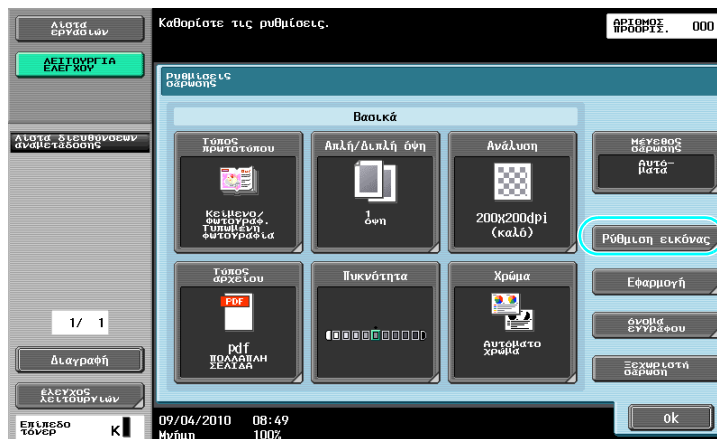 Λίστα
εργασιών
Καθορίστε τις ρυθμίσεις.
ΑΡΙΘΜΟΣ
ΠΡΟΟΡΙΣ.
000
ΛΕΙΤΟΥΡΓΙΑ
ΕΛΕΓΧΟΥ
Ρυθμίσεις
σάρωσης
Βασικά
Λίστα διευθύνσεων
αναμετάδοσης
Τύπος
πρωτοτύπου
Απλή/Διπλή όψη
Ανάλυση
Μέγεθος
σάρωσης
Αυτό-
ματα
Κείμενο/
Φωτογραφ.
Τυπωμένη
φωτογραφία
1
όψη
200x200dpi
(καλό)
Ρύθμιση εικόνας
Τύπος
αρχείου
Πυκνότητα
Χρώμα
Εφαρμογή
PDF
pdf
ΠΟΛΛΑΠΛΗ
ΣΕΛΙΔΑ
Αυτόματο
χρώμα
όνομα
εγγράφου
1/ 1
Διαγραφή
Ξεχωριστή
σάρωση
έλεγχος
λειτουργιών
ok
Επίπεδο
τόνερ
K
09/04/2010 08:49
Μνήμη 100%